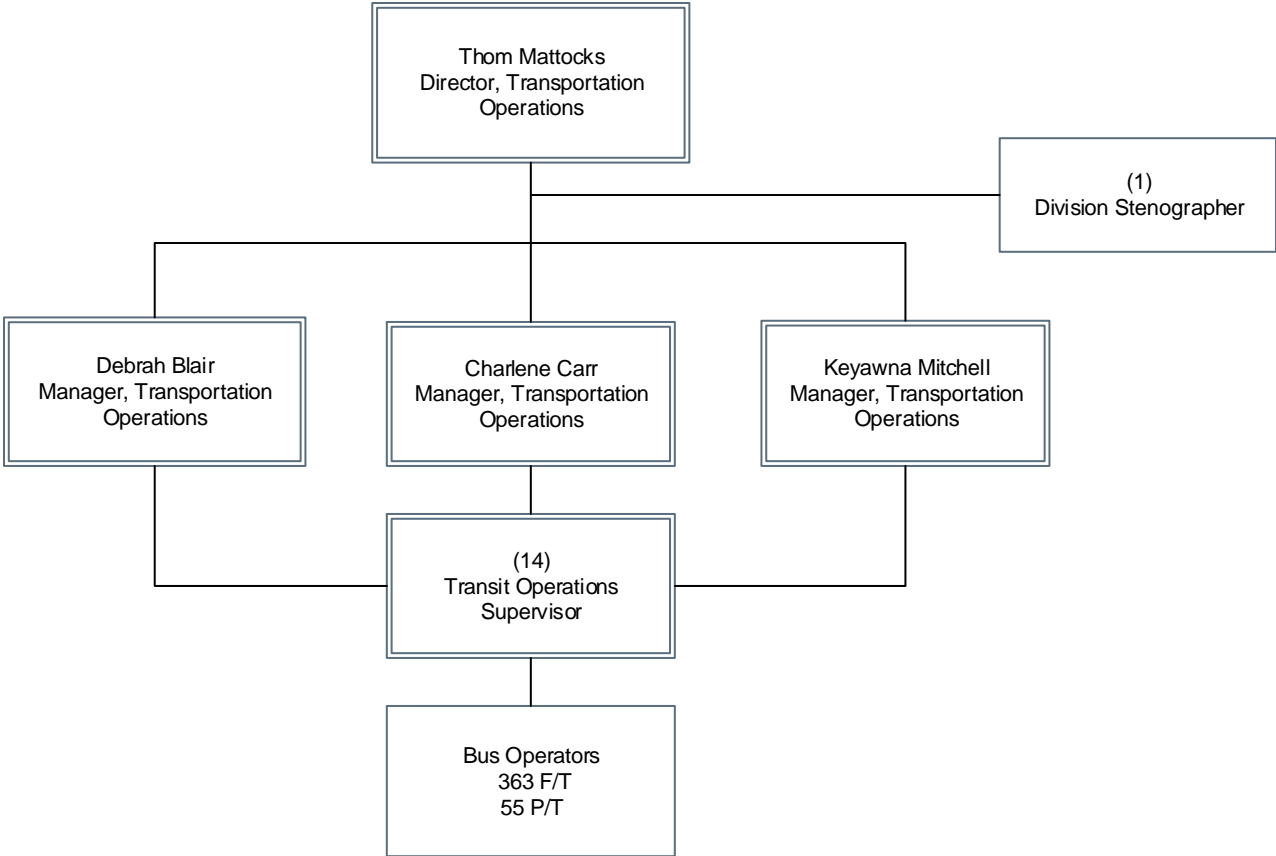 Thom Mattocks
Director, Transportation
Operations
(1)
Division Stenographer
Debrah Blair
Manager, Transportation
Operations
Charlene Carr
Manager, Transportation
Operations
Keyawna Mitchell
Manager, Transportation
Operations
(14)
Transit Operations
Supervisor
Bus Operators
363 F/T
55 P/T